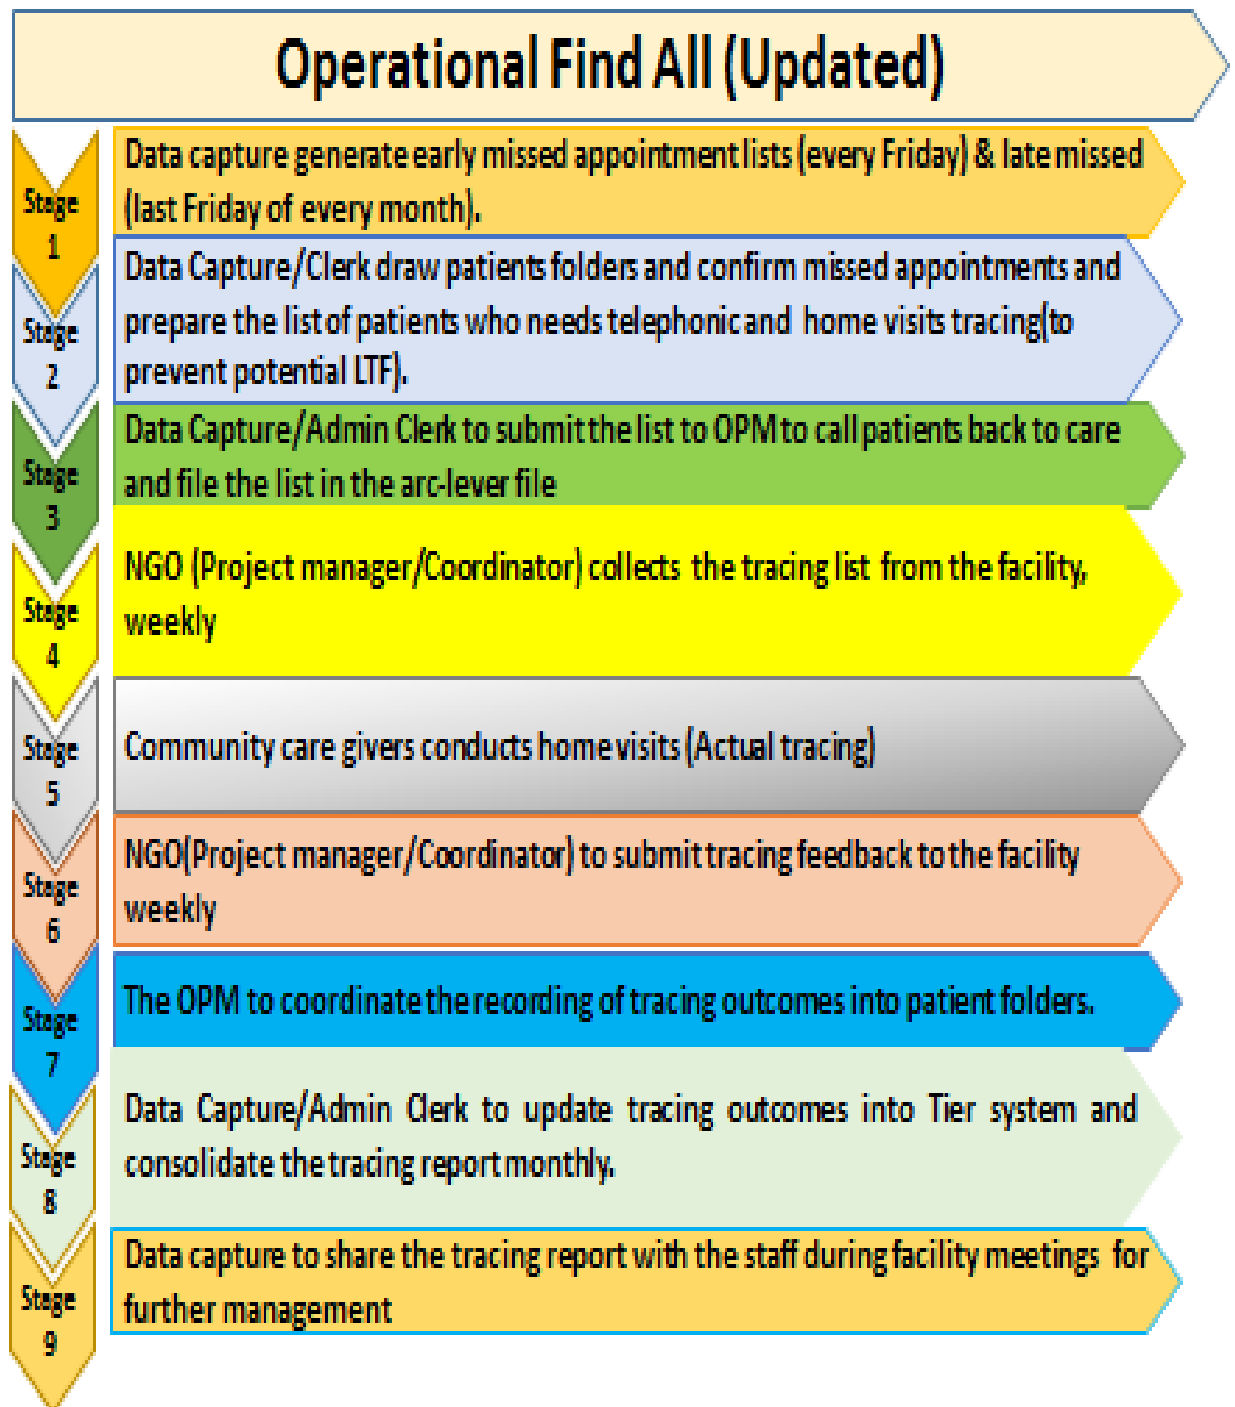 Operational Find All (Updated)
Stage
1
Data capture generate early missed appointment lists (every Friday) & late missed
(last Friday of every month).
Stage
2
Data Capture/Clerk draw patients folders and confirm missed appointments and
prepare the list of patients who needs telephonic and home visits tracing(to
prevent potential LTF).
Stage
3
Data Capture/Admin Clerk to submit the list to OPM to call patients back to care
and file the list in the arc-lever file
Stage
4
NGO (Project manager/Coordinator) collects the tracing list from the facility,
weekly
Stage
5
Community care givers conducts home visits (Actual tracing)
Stage
6
NGO(Project manager/Coordinator) to submit tracing feedback to the facility
weekly
Stage
7
The OPM to coordinate the recording of tracing outcomes into patient folders.
Stage
8
Data Capture/Admin Clerk to update tracing outcomes into Tier system and
consolidate the tracing report monthly.
Stage
9
Data capture to share the tracing report with the staff during facility meetings for
further management